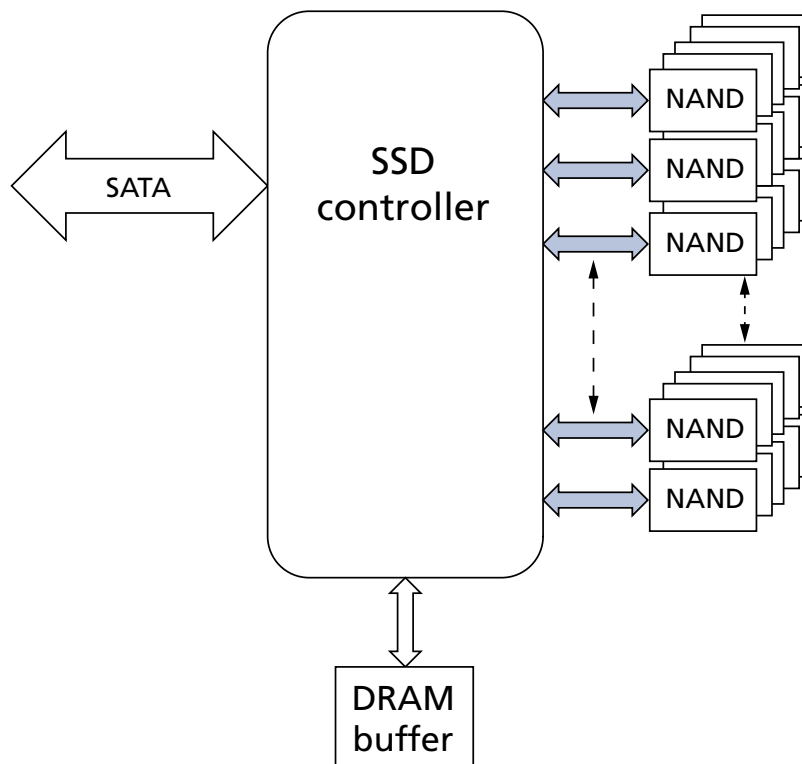 SATA
SSD
controller
NAND
NAND
NAND
NAND
NAND
DRAM
buffer